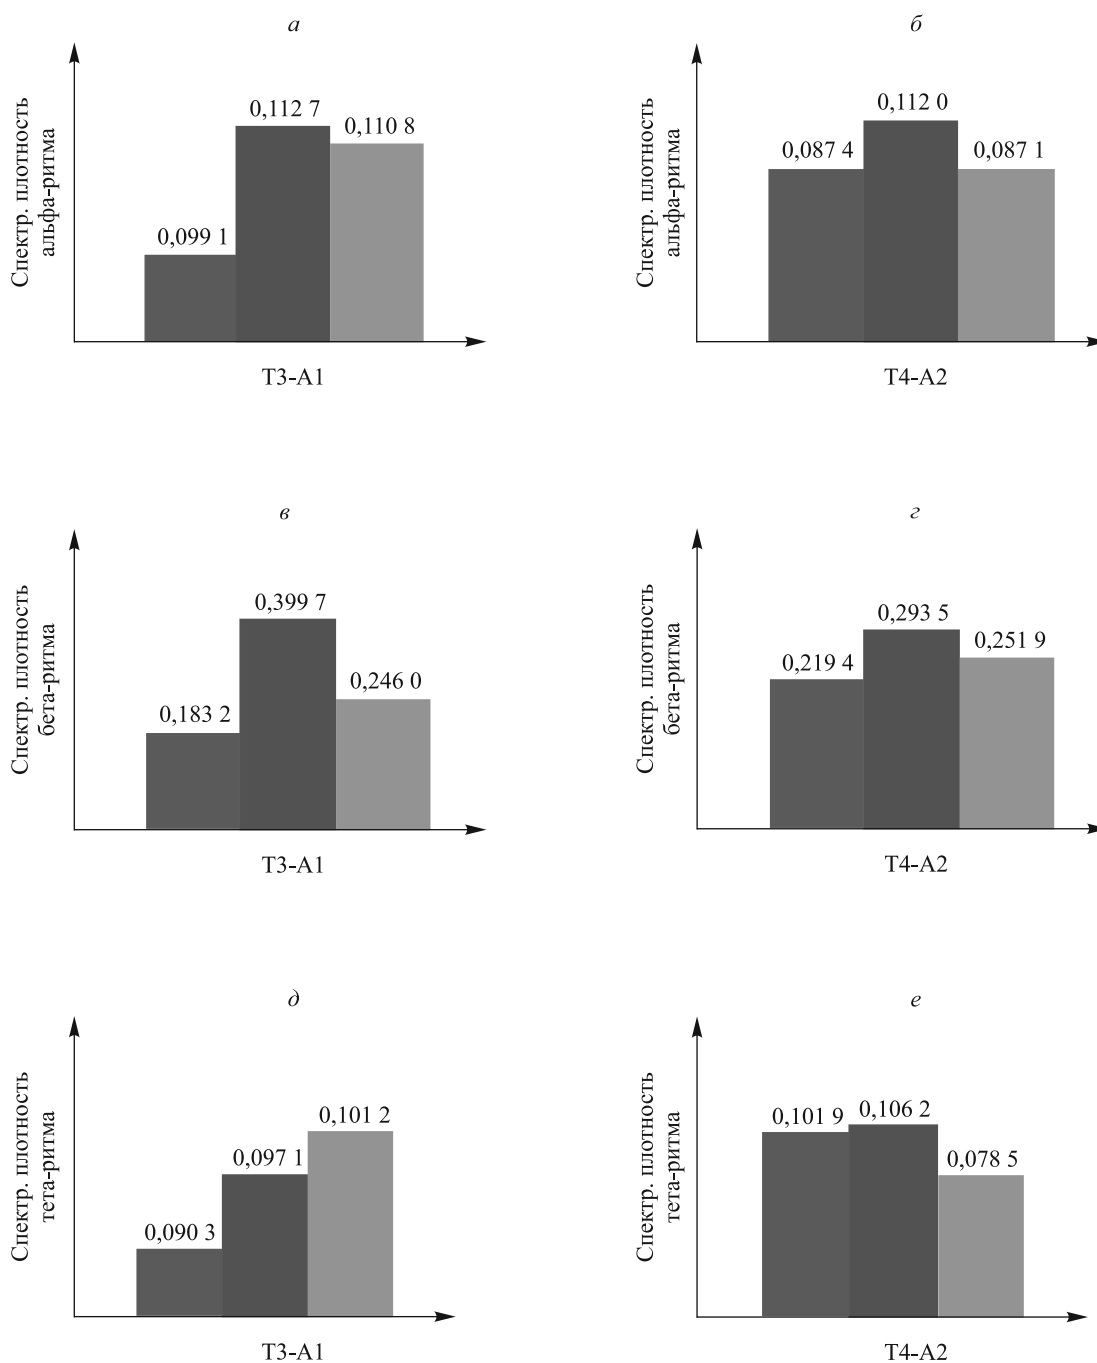 а
Спектр. плотность
альфа-ритма
0,099 1
0,112 7
0,110 8
Т3-А1
б
Спектр. плотность
альфа-ритма
0,087 4
0,112 0
0,087 1
Т4-А2
в
Спектр. плотность
бета-ритма
0,183 2
0,399 7
0,246 0
Т3-А1
г
Спектр. плотность
бета-ритма
0,219 4
0,293 5
0,251 9
Т4-А2
д
Спектр. плотность
тета-ритма
0,090 3
0,097 1
0,101 2
Т3-А1
е
Спектр. плотность
тета-ритма
0,101 9
0,106 2
0,078 5
Т4-А2